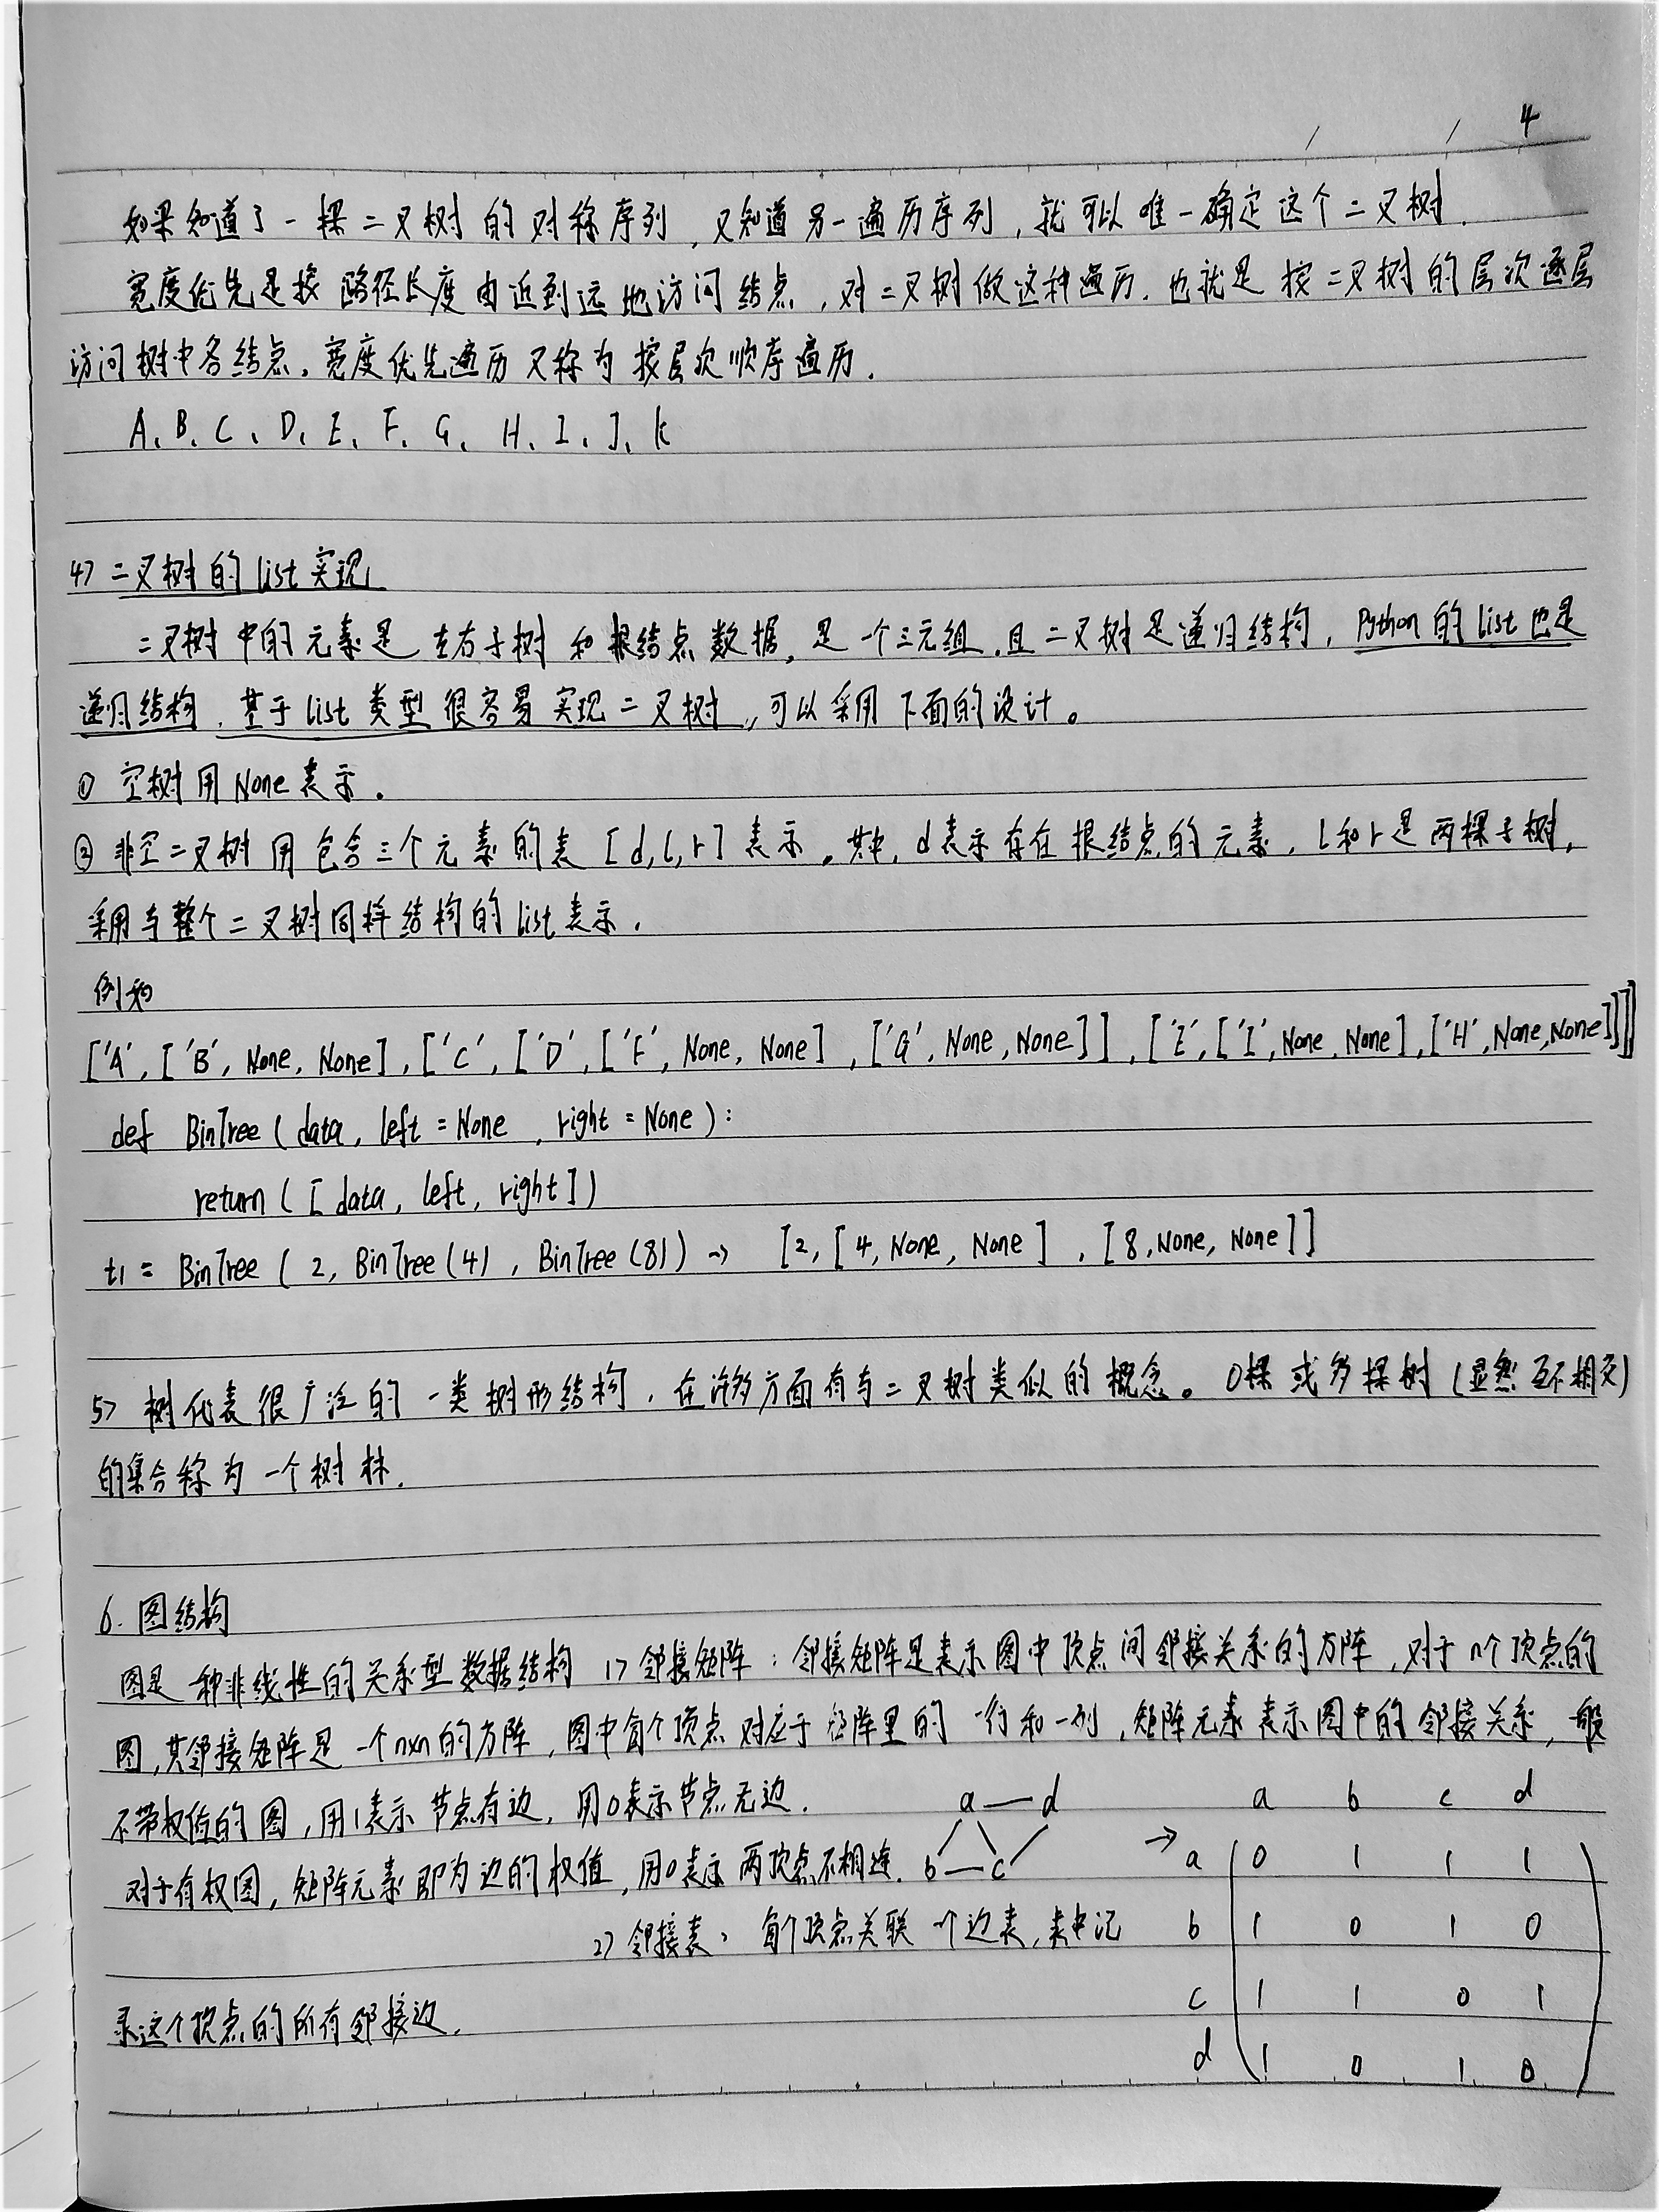 4
如果知道了一棵二叉树的对称序列，又知道另一遍历序列，就可以唯一确定这个二叉树．
宽度优先是按路径长度由近到远地访问结点，对二叉树做这种遍历．也就是按二叉树的层次逐层
访问树中各结点．宽度优先遍历又称为按层次顺序遍历．
A、B、C、D、E、F、G、H、I、J、K
4> 二叉树的list实现
二叉树中的元素是左右子树和根结点数据，是一个三元组．且二叉树是递归结构，Python的list也是
递归结构，基于list类型很容易实现二叉树，可以采用下面的设计。
① 空树用None表示．
② 非空二叉树用包含三个元素的表[d,l,r]表示．其中，d表示存在根结点的元素，l和r是两棵子树，
采用与整个二叉树同样结构的list表示．
例如
['A', ['B', None, None], ['C', ['D', ['F', None, None], ['G', None, None]], ['E', ['I', None, None], ['H', None, None]]]]
def BinTree( data, left = None , right = None ) :
return ( [ data, left, right ] )
t1 = BinTree ( 2, BinTree (4) , BinTree (8) ) → [2, [4, None, None] , [8, None, None]]
5> 树代表很广泛的一类树形结构，在许多方面有与二叉树类似的概念。0棵或多棵树(显然互不相交)
的集合称为一个树林．
6. 图结构
图是一种非线性的关系型数据结构 1> 邻接矩阵：邻接矩阵是表示图中顶点间邻接关系的方阵，对于n个顶点的
图，其邻接矩阵是一个nxn的方阵，图中每个顶点对应于矩阵里的一行和一列，矩阵元素表示图中的邻接关系，一般
不带权值的图，用1表示节点有边，用0表示节点无边． a — d a b c d
对于有权图，矩阵元素即为边的权值，用0表示两顶点不相连． b — c → a 0 1 1 1
2> 邻接表：每个顶点关联一个边表，表中记 b 1 0 1 0
c 1 1 0 1
录这个顶点的所有邻接边．
d 1 0 1 0